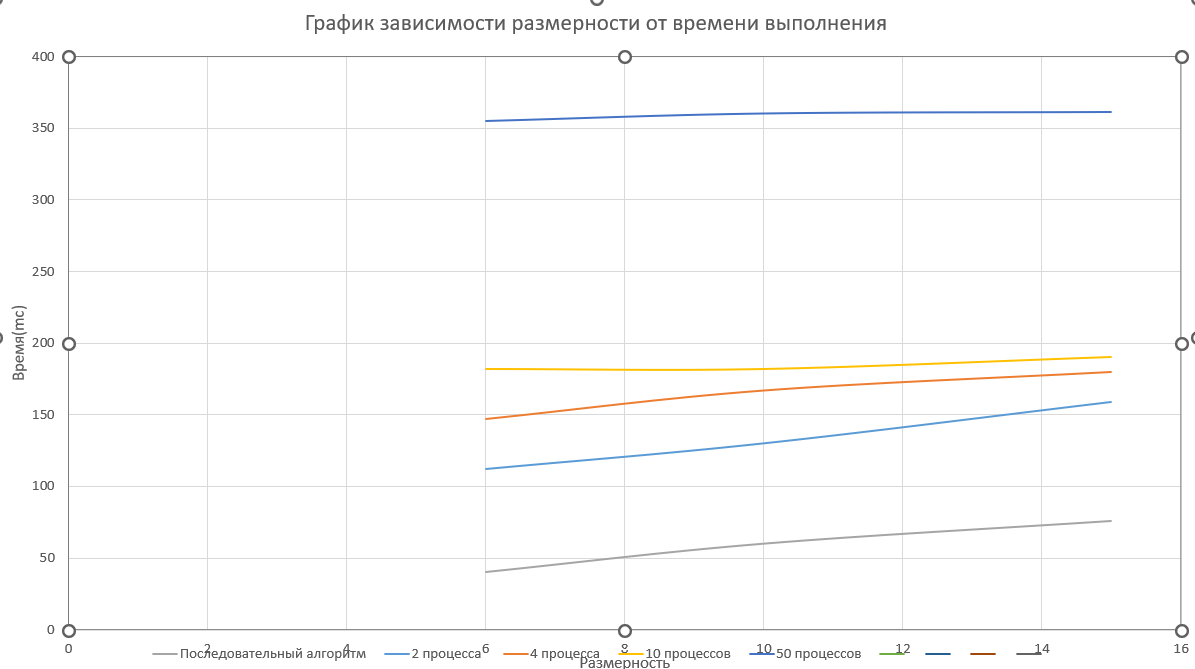 График зависимости размерности от времени выполнения
400
350
300
250
200
150
100
50
0
Время(mc)
0 2 4 6 8 10 12 14 16
Последовательный алгоритм 2 процесса 4 процесса 10 процессов 50 процессов
Размерность